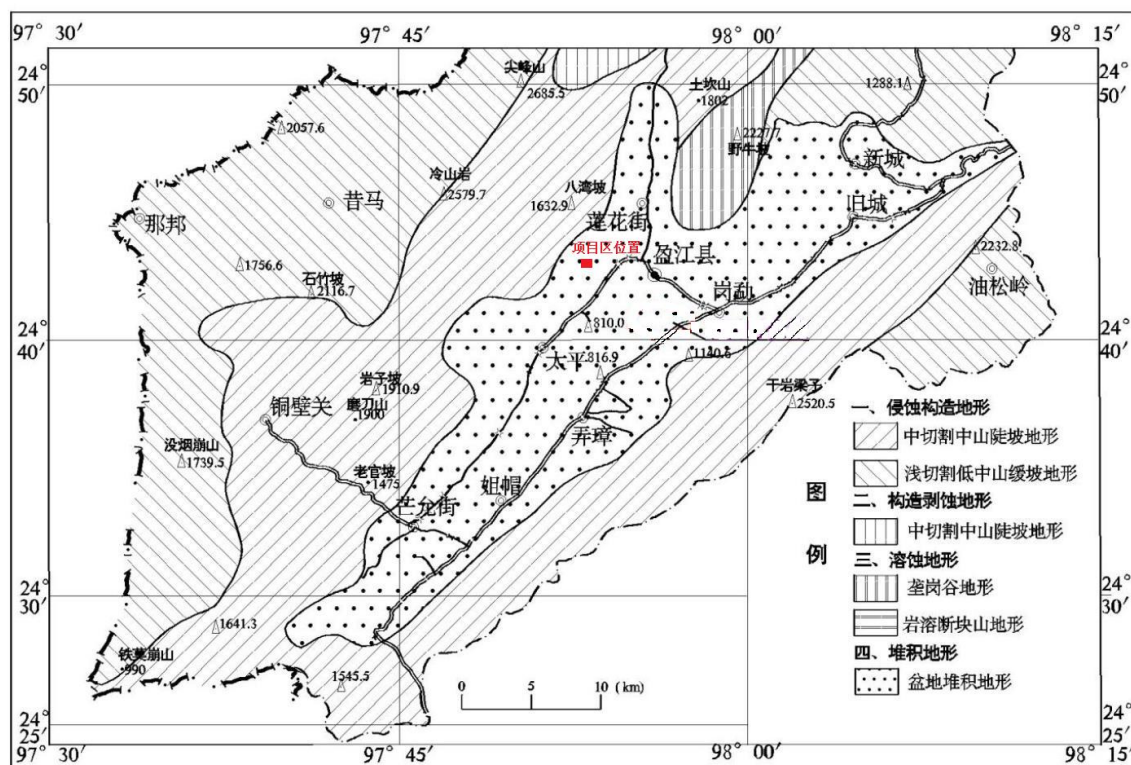 97° 30′
97° 45′
98° 00′
98° 15′
24°
50′
24°
50′
尖峰山
2685.5
土坎山
1802
1288.1
2057.6
2227.7
野牛坡
新城
冷山岩
2579.7
八湾坡
1632.9
昔马
那邦
莲花街
旧城
项目区位置
盈江县
2232.8
1756.6
石竹坡
2116.7
油松岭
岗勐
24°
40′
24°
40′
810.0
太平
816.9
1140.6
岩子坡
1910.9
磨刀山
1900
干岩梁子
2520.5
铜壁关
弄璋
没烟崩山
1739.5
老官坡
1475
姐帽
芒允街
图
例
一、侵蚀构造地形
中切割中山陡坡地形
浅切割低中山缓坡地形
二、构造剥蚀地形
中切割中山陡坡地形
三、溶蚀地形
垄岗谷地形
岩溶断块山地形
四、堆积地形
盆地堆积地形
24°
30′
24°
30′
1641.3
铁莫崩山
990
1545.5
0 5 10 (km)
24°
25′
24°
25′
97° 30′
97° 45′
98° 00′
98° 15′